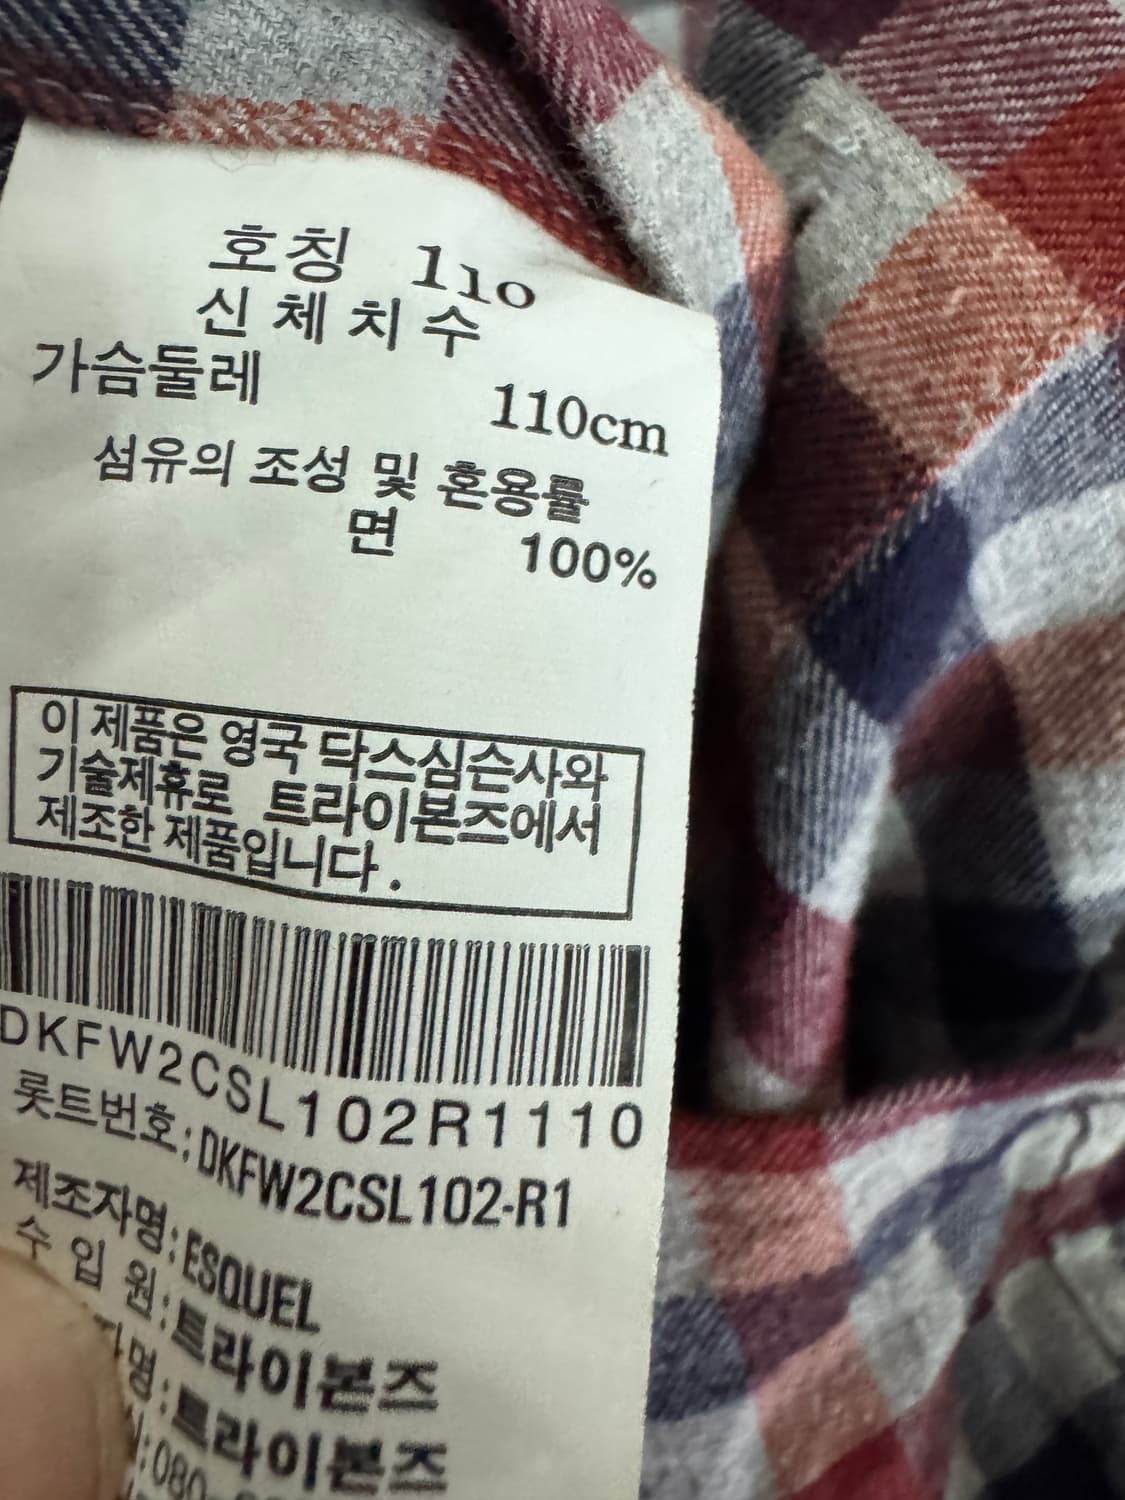 호칭 110
신체치수
가슴둘레 110cm
섬유의 조성 및 혼용률
면 100%
이 제품은 영국 닥스심슨사와
기술제휴로 트라이본즈에서
제조한 제품입니다.
DKFW2CSL102R1110
롯트번호:DKFW2CSL102-R1
제조자명:ESQUEL
수 입 원:트라이본즈
자명:트라이본즈
:080-